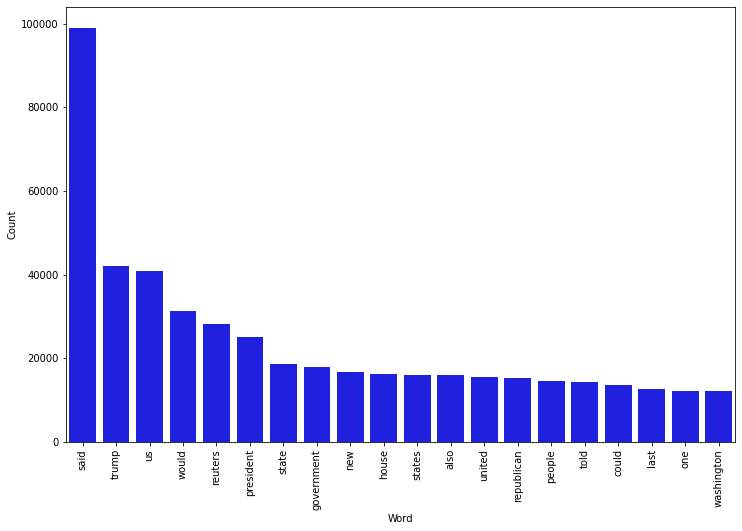 100000
80000
60000
40000
20000
0
Count
said
trump
us
would
reuters
president
state
government
new
house
states
also
united
republican
people
told
could
last
one
washington
Word